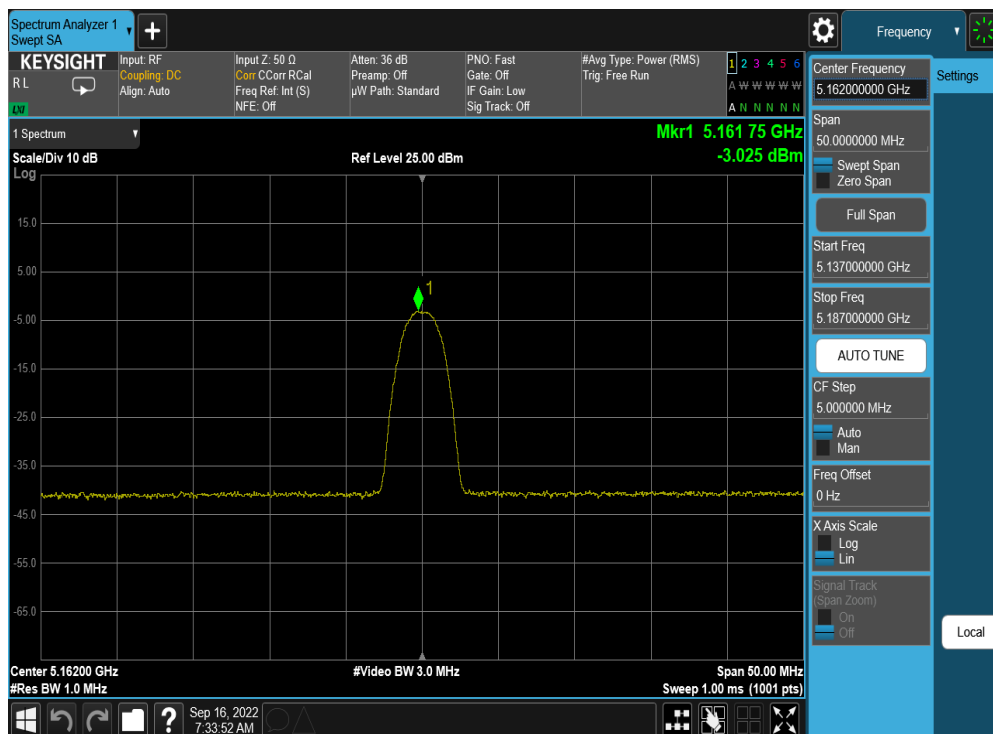 Spectrum Analyzer 1
Swept SA
Frequency
KEYSIGHT
R L
LXI
Input: RF
Coupling: DC
Align: Auto
Input Z: 50 Ω
Corr CCorr RCal
Freq Ref: Int (S)
NFE: Off
Atten: 36 dB
Preamp: Off
µW Path: Standard
PNO: Fast
Gate: Off
IF Gain: Low
Sig Track: Off
#Avg Type: Power (RMS)
Trig: Free Run
1 2 3 4 5 6
A W W W W W
A N N N N N
1 Spectrum
Scale/Div 10 dB
Log
Ref Level 25.00 dBm
Mkr1 5.161 75 GHz
-3.025 dBm
15.0
5.00
-5.00
-15.0
-25.0
-35.0
-45.0
-55.0
-65.0
1
Center 5.16200 GHz
#Res BW 1.0 MHz
#Video BW 3.0 MHz
Span 50.00 MHz
Sweep 1.00 ms (1001 pts)
Center Frequency
5.162000000 GHz
Span
50.0000000 MHz
Swept Span
Zero Span
Full Span
Start Freq
5.137000000 GHz
Stop Freq
5.187000000 GHz
AUTO TUNE
CF Step
5.000000 MHz
Auto
Man
Freq Offset
0 Hz
X Axis Scale
Log
Lin
Signal Track
(Span Zoom)
On
Off
Settings
Local
?
Sep 16, 2022
7:33:52 AM